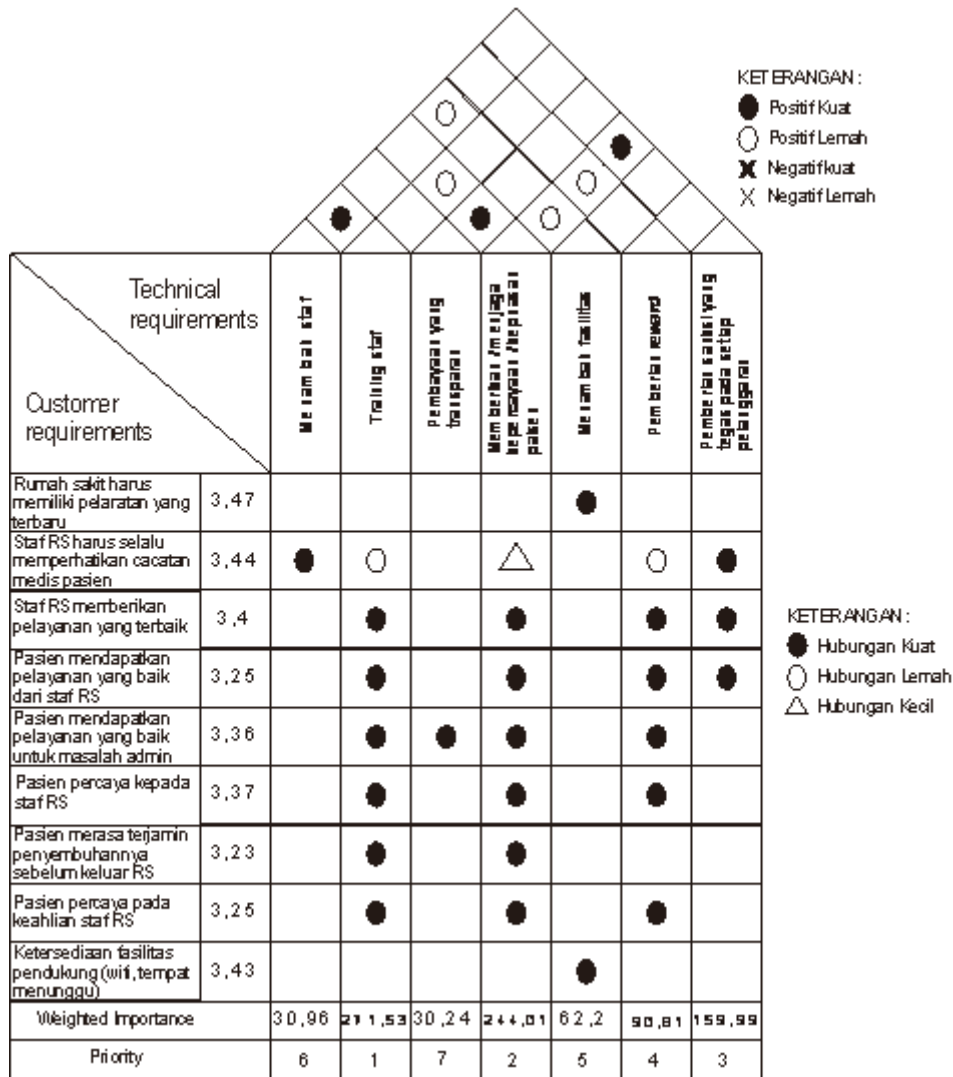 KETERANGAN :
Positif Kuat
Positif Lemah
Negatif kuat
Negatif Lemah
Technical
requirements
Customer
requirements
Menambah staf
Training staf
Pembayaran yang
transparan
Memberikan /menjaga
kepercayaan /keprivasian
pasien
Menambah fasilitas
Pemberian reward
Pemberian sanksi yang
tegas pada setiap
pelanggaran
Rumah sakit harus
memiliki pelaratan yang
terbaru
3,47
Staf RS harus selalu
memperhatikan cacatan
medis pasien
3,44
Staf RS memberikan
pelayanan yang terbaik
3,4
Pasien mendapatkan
pelayanan yang baik
dari staf RS
3,25
Pasien mendapatkan
pelayanan yang baik
untuk masalah admin
3,36
Pasien percaya kepada
staf RS
3,37
Pasien merasa terjamin
penyembuhannya
sebelum keluar RS
3,23
Pasien percaya pada
keahlian staf RS
3,25
Ketersediaan fasilitas
pendukung (wifi, tempat
menunggu)
3,43
KETERANGAN :
Hubungan Kuat
Hubungan Lemah
Hubungan Kecil
Weighted Importance 30,96 271,53 30,24 244,01 62,2 90,81 159,99
Priority 6 1 7 2 5 4 3